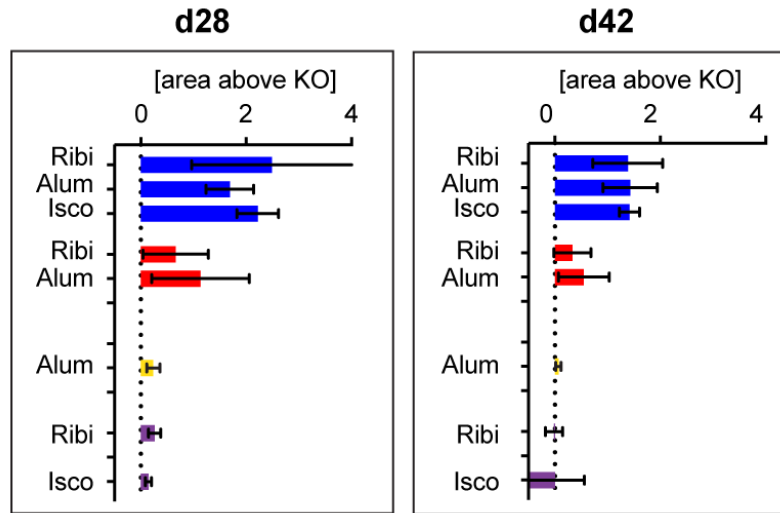 d28
[area above KO]
0 2 4
Ribi
Alum
Isco
Ribi
Alum
Alum
Ribi
Isco
d42
[area above KO]
0 2 4
Ribi
Alum
Isco
Ribi
Alum
Alum
Ribi
Isco